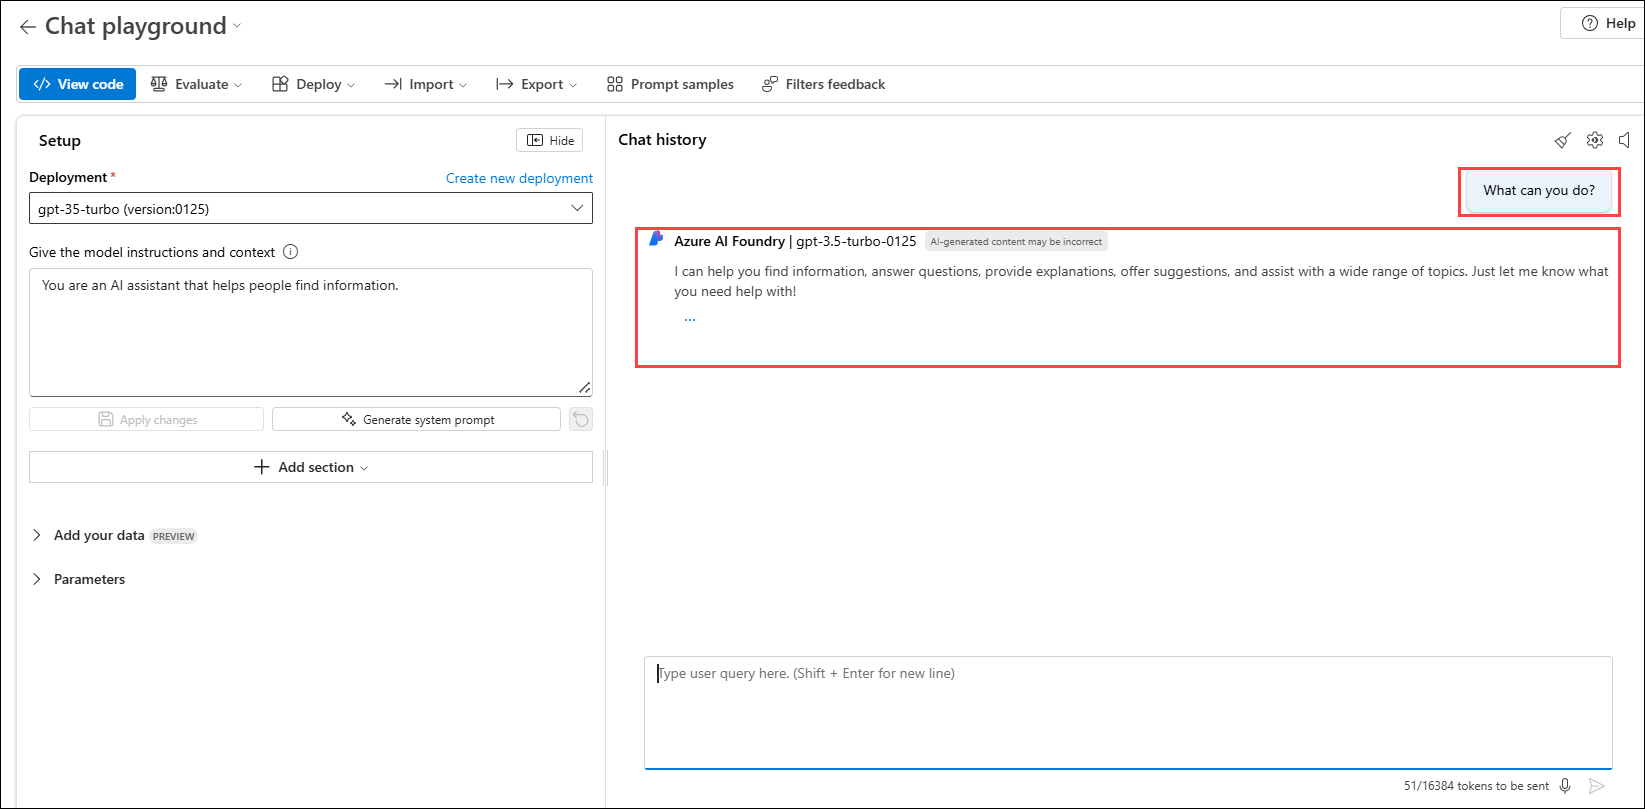 Chat playground
Help
View code
Evaluate
Deploy
Import
Export
Prompt samples
Filters feedback
Setup
Hide
Deployment *
Create new deployment
gpt-35-turbo (version:0125)
Give the model instructions and context
You are an AI assistant that helps people find information.
Apply changes
Generate system prompt
Add section
Add your data PREVIEW
Parameters
Chat history
What can you do?
Azure AI Foundry | gpt-3.5-turbo-0125 AI-generated content may be incorrect
I can help you find information, answer questions, provide explanations, offer suggestions, and assist with a wide range of topics. Just let me know what
you need help with!
...
Type user query here. (Shift + Enter for new line)
51/16384 tokens to be sent